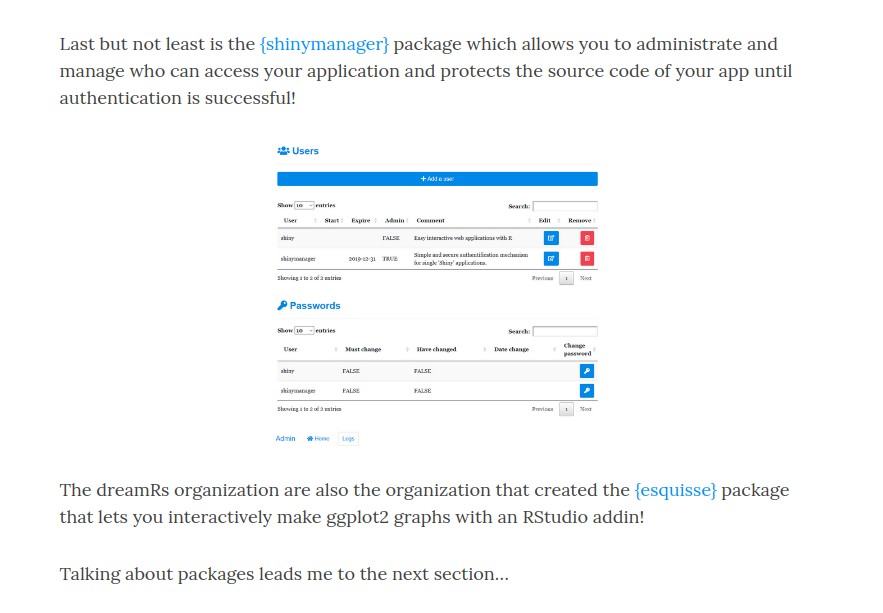 Last but not least is the {shinymanager} package which allows you to administrate and
manage who can access your application and protects the source code of your app until
authentication is successful!
Users
+ Add a user
Show 10 entries Search:
User Start Expire Admin Comment Edit Remove
shiny FALSE Easy interactive web applications with R
shinymanager 2019-12-31 TRUE Simple and secure authentification mechanism
for single 'Shiny' applications.
Showing 1 to 2 of 2 entries Previous 1 Next
Passwords
Show 10 entries Search:
User Must change Have changed Date change Change
password
shiny FALSE FALSE
shinymanager FALSE FALSE
Showing 1 to 2 of 2 entries Previous 1 Next
Admin Home Logs
The dreamRs organization are also the organization that created the {esquisse} package
that lets you interactively make ggplot2 graphs with an RStudio addin!
Talking about packages leads me to the next section…